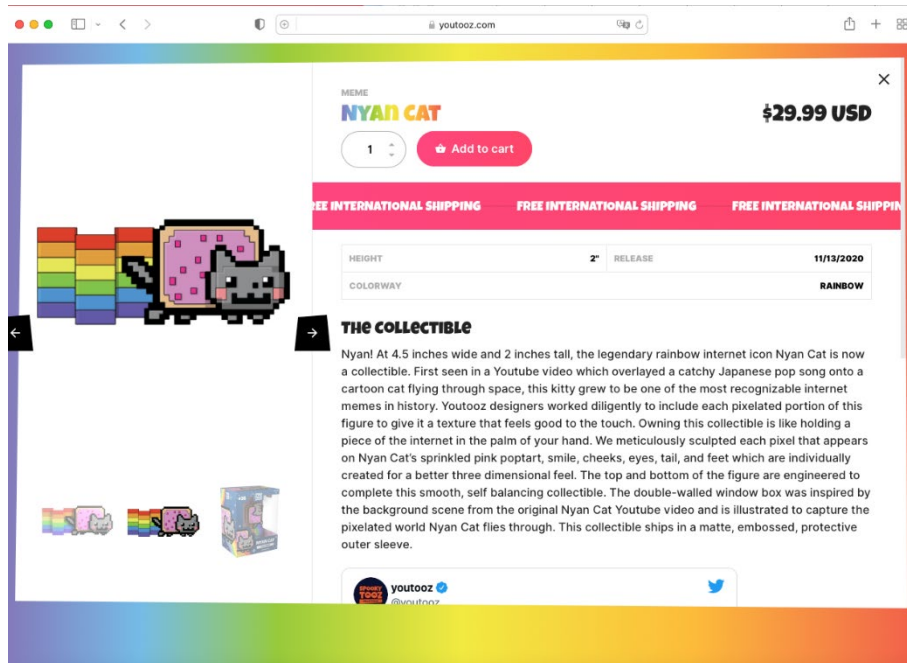 youtooz.com
MEME
NYAN CAT
$29.99 USD
1
Add to cart
REE INTERNATIONAL SHIPPING FREE INTERNATIONAL SHIPPING FREE INTERNATIONAL SHIPPIN
HEIGHT 2" RELEASE 11/13/2020
COLORWAY RAINBOW
THE COLLECTIBLE
Nyan! At 4.5 inches wide and 2 inches tall, the legendary rainbow internet icon Nyan Cat is now
a collectible. First seen in a Youtube video which overlayed a catchy Japanese pop song onto a
cartoon cat flying through space, this kitty grew to be one of the most recognizable internet
memes in history. Youtooz designers worked diligently to include each pixelated portion of this
figure to give it a texture that feels good to the touch. Owning this collectible is like holding a
piece of the internet in the palm of your hand. We meticulously sculpted each pixel that appears
on Nyan Cat's sprinkled pink poptart, smile, cheeks, eyes, tail, and feet which are individually
created for a better three dimensional feel. The top and bottom of the figure are engineered to
complete this smooth, self balancing collectible. The double-walled window box was inspired by
the background scene from the original Nyan Cat Youtube video and is illustrated to capture the
pixelated world Nyan Cat flies through. This collectible ships in a matte, embossed, protective
outer sleeve.
SPOOKY
TOOZ
youtooz
@youtooz